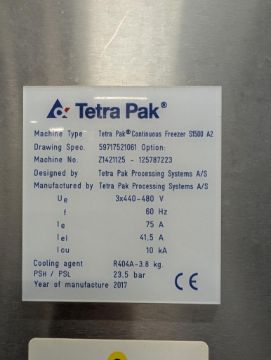 Tetra Pak®
Machine Type Tetra Pak® Continuous Freezer S1500 A2
Drawing Spec. 59717521061 Option:
Machine No. Z1421125 - 125787223
Designed by Tetra Pak Processing Systems A/S
Manufactured by Tetra Pak Processing Systems A/S
Ue 3x440-480 V
f 60 Hz
Ie 75 A
Iel 41.5 A
Icu 10 kA
Cooling agent R404A-3.8 kg.
PSH / PSL 23.5 bar
Year of manufacture 2017